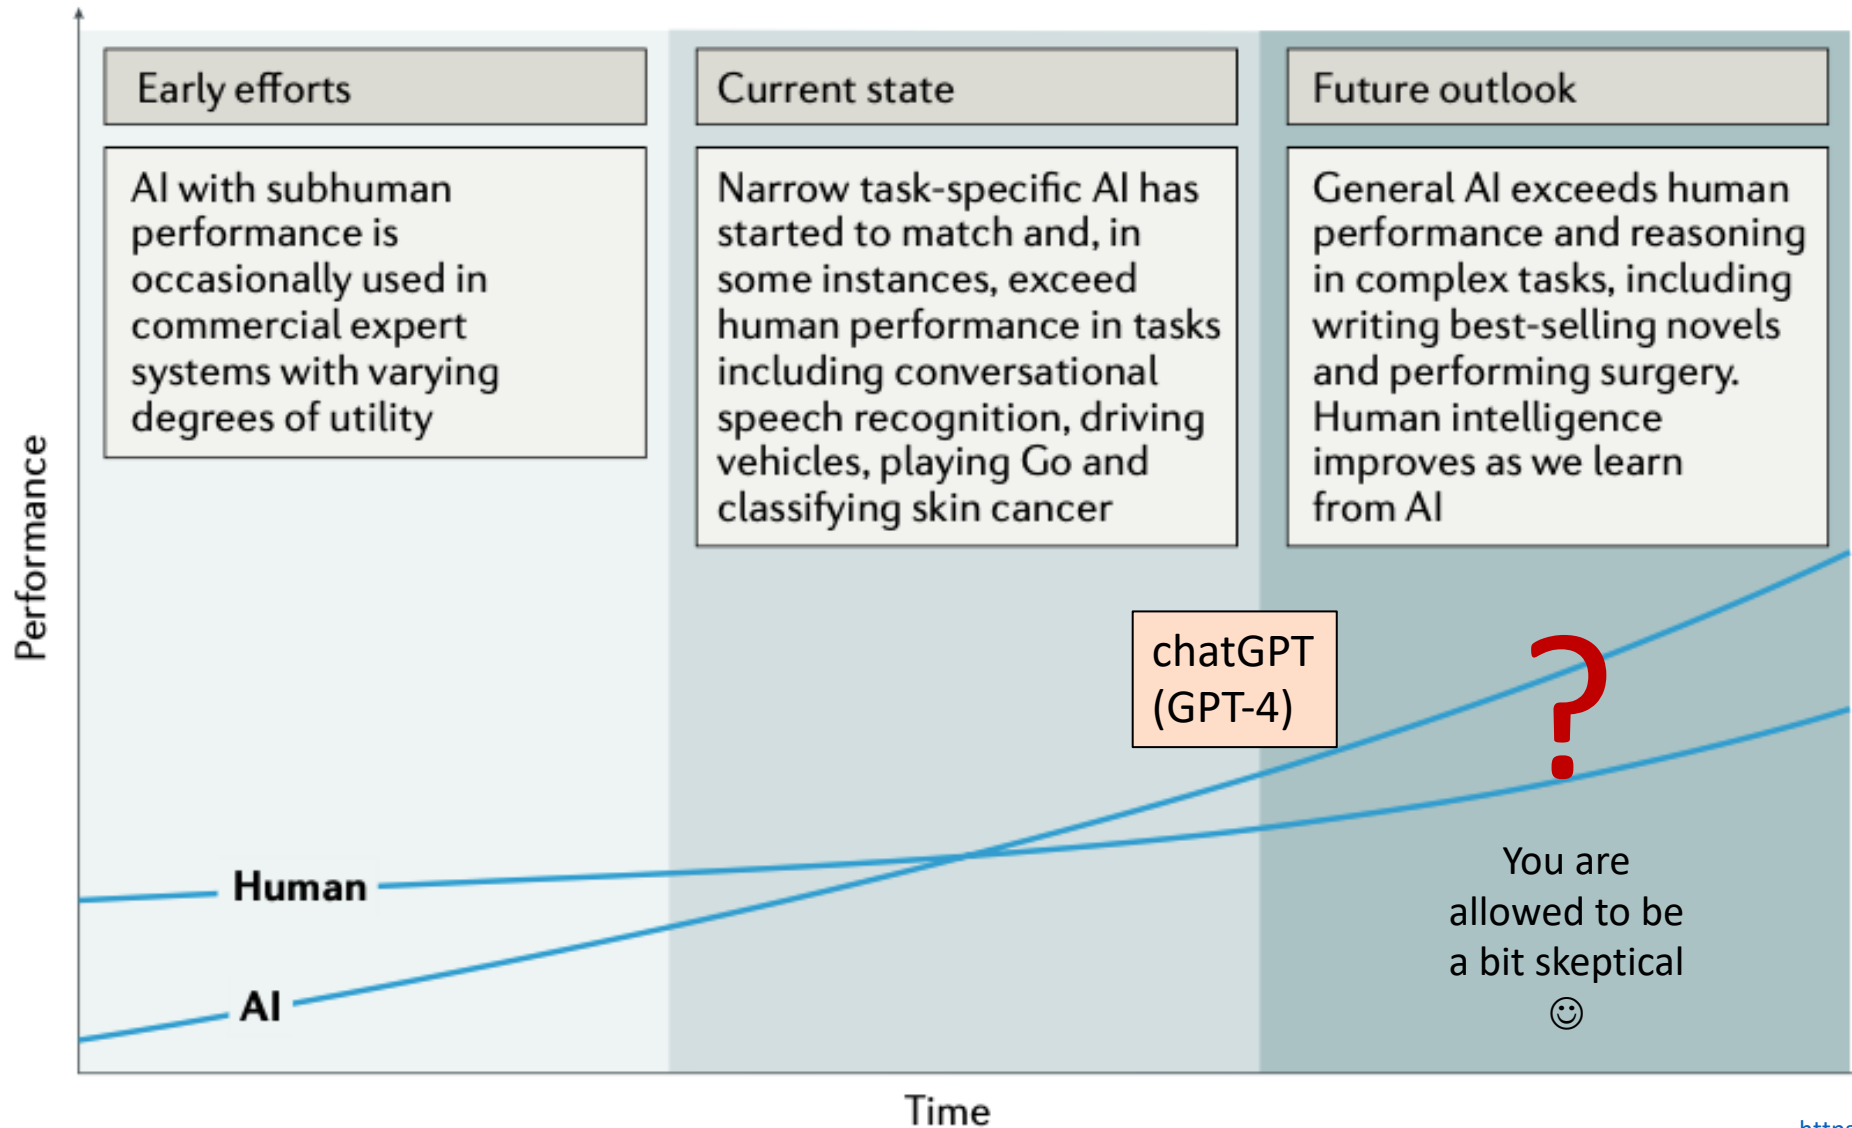 Early efforts
AI with subhuman
performance is
occasionally used in
commercial expert
systems with varying
degrees of utility
Current state
Narrow task-specific AI has
started to match and, in
some instances, exceed
human performance in tasks
including conversational
speech recognition, driving
vehicles, playing Go and
classifying skin cancer
Future outlook
General AI exceeds human
performance and reasoning
in complex tasks, including
writing best-selling novels
and performing surgery.
Human intelligence
improves as we learn
from AI
Performance
chatGPT
(GPT-4)
?
Human
AI
You are
allowed to be
a bit skeptical
☺
Time